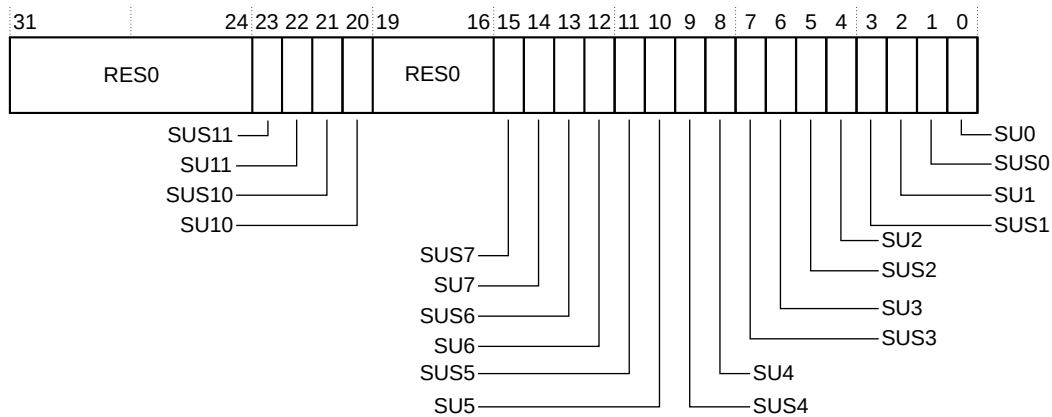 31 24 23 22 21 20 19 16 15 14 13 12 11 10 9 8 7 6 5 4 3 2 1 0
RES0 RES0
SUS11 SU0
SU11 SUS0
SUS10 SU1
SU10 SUS1
SU2
SUS7 SUS2
SU7
SUS6 SU3
SU6 SUS3
SUS5 SU4
SU5 SUS4